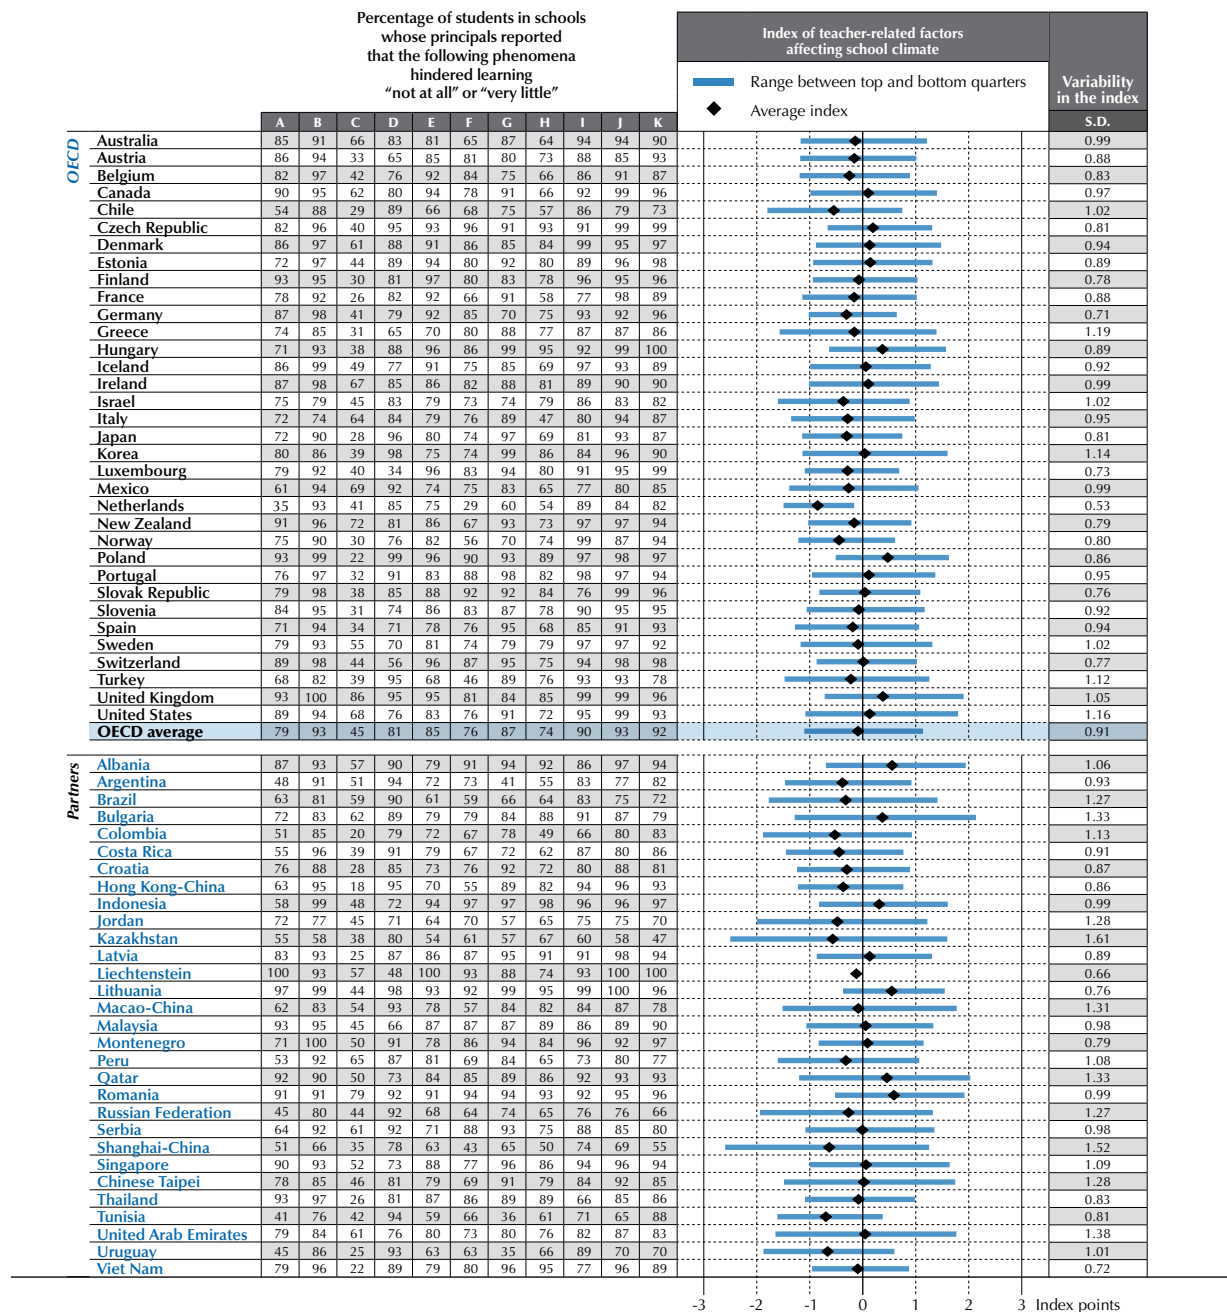 Percentage of students in schools
whose principals reported
that the following phenomena
hindered learning
“not at all” or “very little”
Index of teacher-related factors
affecting school climate
Range between top and bottom quarters
Average index
Variability
in the index
A B C D E F G H I J K S.D.
OECD
Australia 85 91 66 83 81 65 87 64 94 94 90 0.99
Austria 86 94 33 65 85 81 80 73 88 85 93 0.88
Belgium 82 97 42 76 92 84 75 66 86 91 87 0.83
Canada 90 95 62 80 94 78 91 66 92 99 96 0.97
Chile 54 88 29 89 66 68 75 57 86 79 73 1.02
Czech Republic 82 96 40 95 93 96 91 93 91 99 99 0.81
Denmark 86 97 61 88 91 86 85 84 99 95 97 0.94
Estonia 72 97 44 89 94 80 92 80 89 96 98 0.89
Finland 93 95 30 81 97 80 83 78 96 95 96 0.78
France 78 92 26 82 92 66 91 58 77 98 89 0.88
Germany 87 98 41 79 92 85 70 75 93 92 96 0.71
Greece 74 85 31 65 70 80 88 77 87 87 86 1.19
Hungary 71 93 38 88 96 86 99 95 92 99 100 0.89
Iceland 86 99 49 77 91 75 85 69 97 93 89 0.92
Ireland 87 98 67 85 86 82 88 81 89 90 90 0.99
Israel 75 79 45 83 79 73 74 79 86 83 82 1.02
Italy 72 74 64 84 79 76 89 47 80 94 87 0.95
Japan 72 90 28 96 80 74 97 69 81 93 87 0.81
Korea 80 86 39 98 75 74 99 86 84 96 90 1.14
Luxembourg 79 92 40 34 96 83 94 80 91 95 99 0.73
Mexico 61 94 69 92 74 75 83 65 77 80 85 0.99
Netherlands 35 93 41 85 75 29 60 54 89 84 82 0.53
New Zealand 91 96 72 81 86 67 93 73 97 97 94 0.79
Norway 75 90 30 76 82 56 70 74 99 87 94 0.80
Poland 93 99 22 99 96 90 93 89 97 98 97 0.86
Portugal 76 97 32 91 83 88 98 82 98 97 94 0.95
Slovak Republic 79 98 38 85 88 92 92 84 76 99 96 0.76
Slovenia 84 95 31 74 86 83 87 78 90 95 95 0.92
Spain 71 94 34 71 78 76 95 68 85 91 93 0.94
Sweden 79 93 55 70 81 74 79 79 97 97 92 1.02
Switzerland 89 98 44 56 96 87 95 75 94 98 98 0.77
Turkey 68 82 39 95 68 46 89 76 93 93 78 1.12
United Kingdom 93 100 86 95 95 81 84 85 99 99 96 1.05
United States 89 94 68 76 83 76 91 72 95 99 93 1.16
OECD average 79 93 45 81 85 76 87 74 90 93 92 0.91
Partners
Albania 87 93 57 90 79 91 94 92 86 97 94 1.06
Argentina 48 91 51 94 72 73 41 55 83 77 82 0.93
Brazil 63 81 59 90 61 59 66 64 83 75 72 1.27
Bulgaria 72 83 62 89 79 79 84 88 91 87 79 1.33
Colombia 51 85 20 79 72 67 78 49 66 80 83 1.13
Costa Rica 55 96 39 91 79 67 72 62 87 80 86 0.91
Croatia 76 88 28 85 73 76 92 72 80 88 81 0.87
Hong Kong-China 63 95 18 95 70 55 89 82 94 96 93 0.86
Indonesia 58 99 48 72 94 97 97 98 96 96 97 0.99
Jordan 72 77 45 71 64 70 57 65 75 75 70 1.28
Kazakhstan 55 58 38 80 54 61 57 67 60 58 47 1.61
Latvia 83 93 25 87 86 87 95 91 91 98 94 0.89
Liechtenstein 100 93 57 48 100 93 88 74 93 100 100 0.66
Lithuania 97 99 44 98 93 92 99 95 99 100 96 0.76
Macao-China 62 83 54 93 78 57 84 82 84 87 78 1.31
Malaysia 93 95 45 66 87 87 87 89 86 89 90 0.98
Montenegro 71 100 50 91 78 86 94 84 96 92 97 0.79
Peru 53 92 65 87 81 69 84 65 73 80 77 1.08
Qatar 92 90 50 73 84 85 89 86 92 93 93 1.33
Romania 91 91 79 92 91 94 94 93 92 95 96 0.99
Russian Federation 45 80 44 92 68 64 74 65 76 76 66 1.27
Serbia 64 92 61 92 71 88 93 75 88 85 80 0.98
Shanghai-China 51 66 35 78 63 43 65 50 74 69 55 1.52
Singapore 90 93 52 73 88 77 96 86 94 96 94 1.09
Chinese Taipei 78 85 46 81 79 69 91 79 84 92 85 1.28
Thailand 93 97 26 81 87 86 89 89 66 85 86 0.83
Tunisia 41 76 42 94 59 66 36 61 71 65 88 0.81
United Arab Emirates 79 84 61 76 80 73 80 76 82 87 83 1.38
Uruguay 45 86 25 93 63 63 35 66 89 70 70 1.01
Viet Nam 79 96 22 89 79 80 96 95 77 96 89 0.72
-3 -2 -1 0 1 2 3 Index points